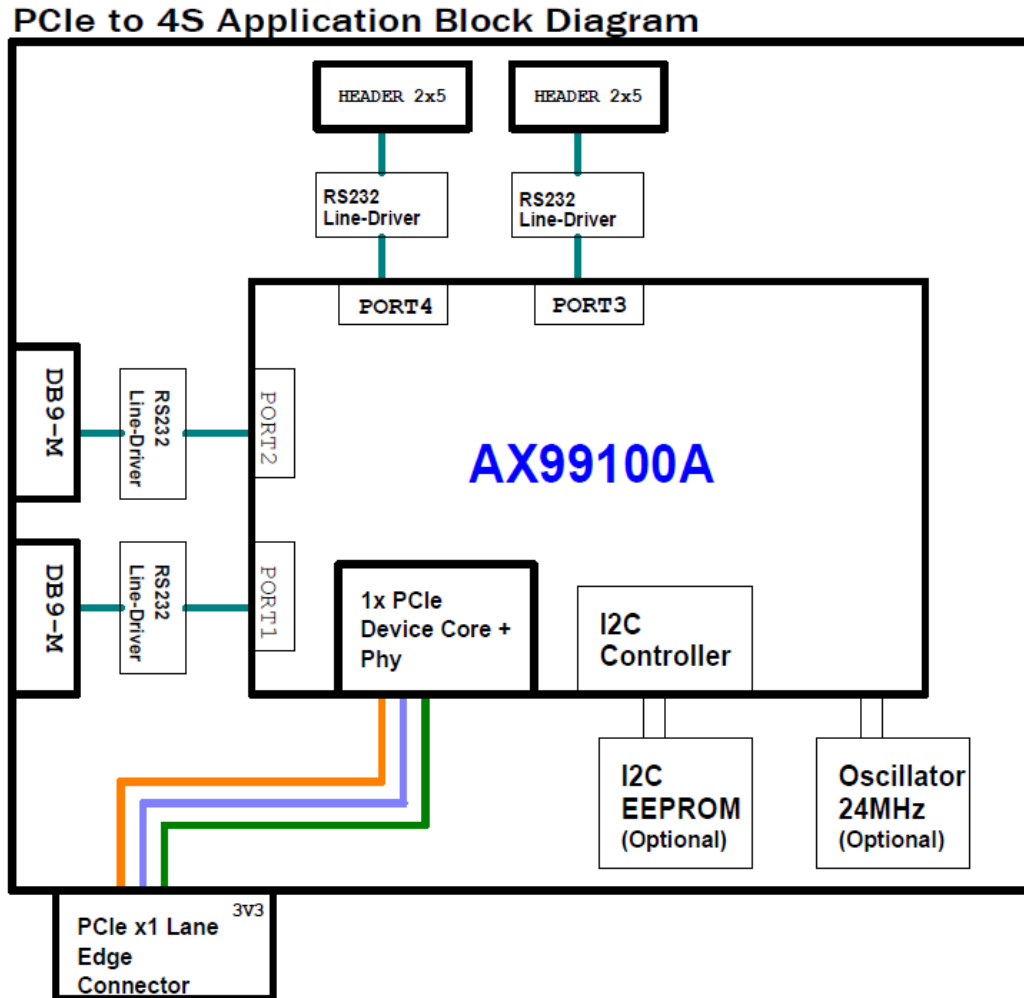 PCIe to 4S Application Block Diagram
HEADER 2x5
HEADER 2x5
RS232
Line-Driver
RS232
Line-Driver
PORT4
PORT3
DB9-M
RS232
Line-Driver
PORT2
AX99100A
DB9-M
RS232
Line-Driver
PORT1
1x PCIe
Device Core +
Phy
I2C
Controller
I2C
EEPROM
(Optional)
Oscillator
24MHz
(Optional)
3V3
PCIe x1 Lane
Edge
Connector